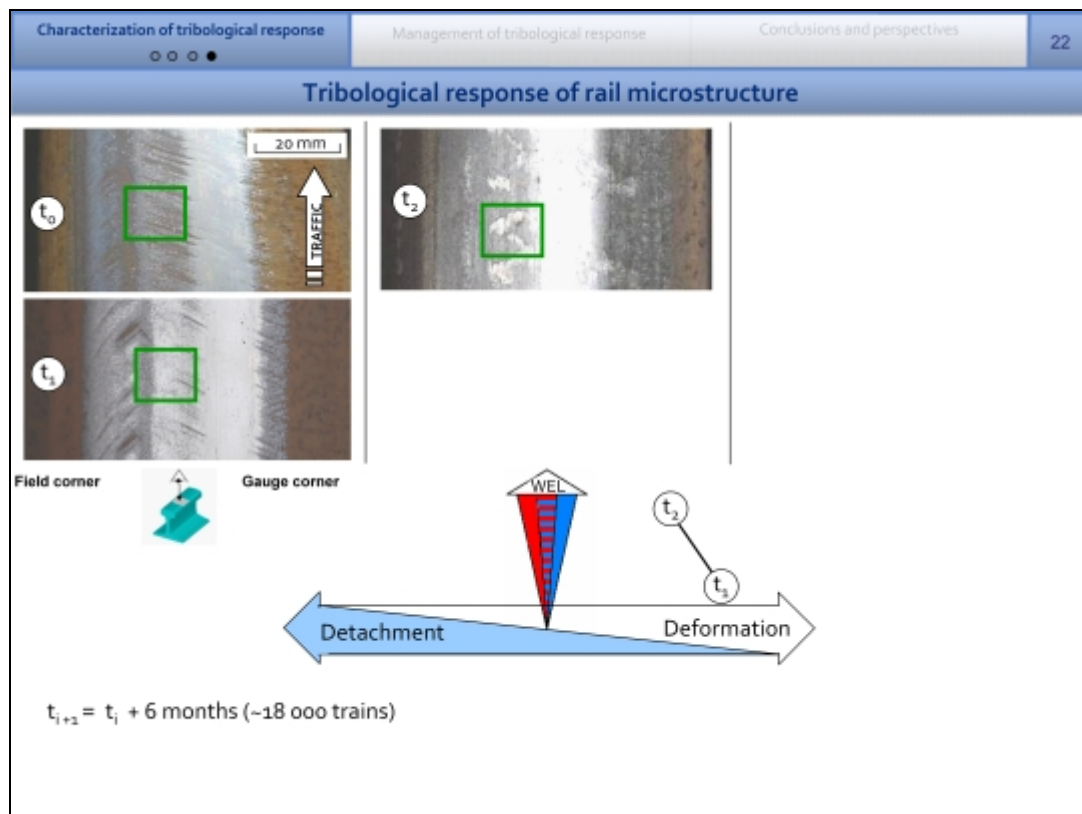 Characterization of tribological response
Management of tribological response
Conclusions and perspectives
22
Tribological response of rail microstructure
t0
20 mm
TRAFFIC
t2
t1
Field corner
Gauge corner
WEL
t2
t1
Detachment
Deformation
ti+1 = ti + 6 months (~18 000 trains)